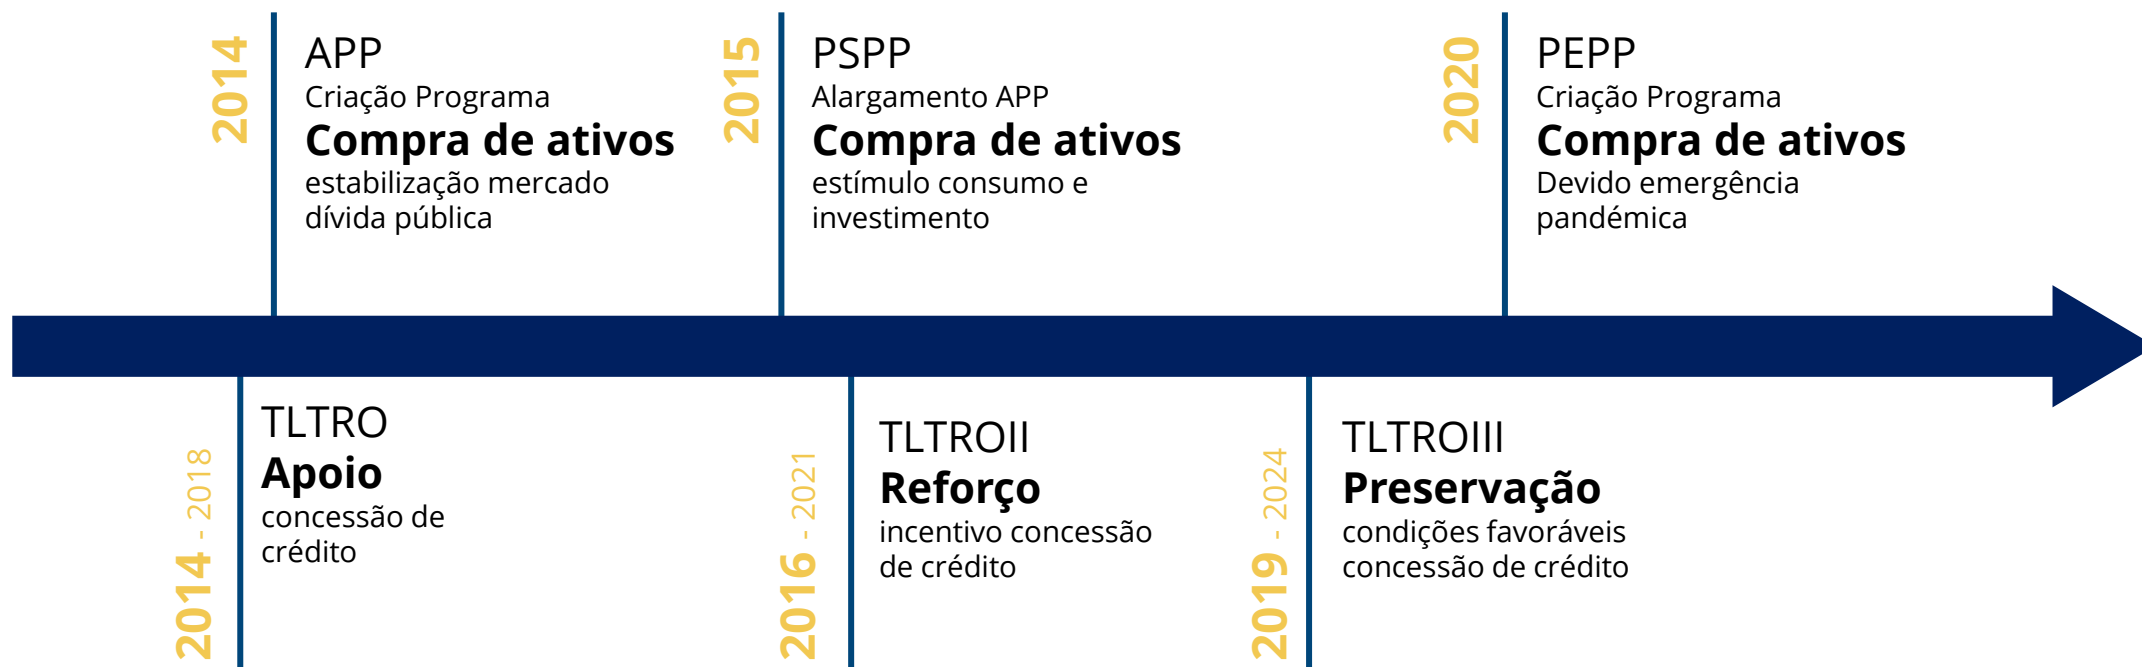 2014
APP
Criação Programa
Compra de ativos
estabilização mercado
dívida pública
2015
PSPP
Alargamento APP
Compra de ativos
estímulo consumo e
investimento
2020
PEPP
Criação Programa
Compra de ativos
Devido emergência
pandémica
2014 - 2018
TLTRO
Apoio
concessão de
crédito
2016 - 2021
TLTROII
Reforço
incentivo concessão
de crédito
2019 - 2024
TLTROIII
Preservação
condições favoráveis
concessão de crédito